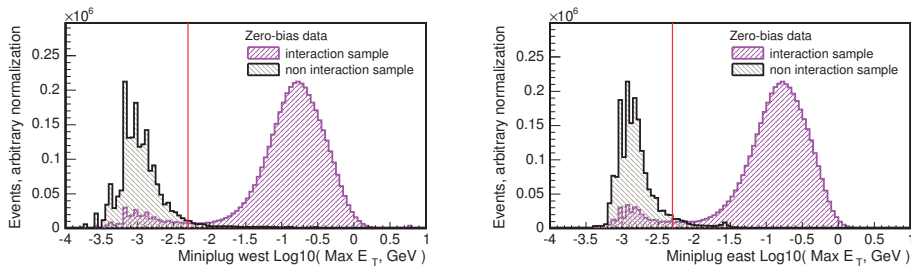 ×10⁶
Events, arbitrary normalization
0.25
0.2
0.15
0.1
0.05
0
Zero-bias data
interaction sample
non interaction sample
-4 -3.5 -3 -2.5 -2 -1.5 -1 -0.5 0 0.5 1
Miniplug west Log10( Max E_T, GeV )
×10⁶
Events, arbitrary normalization
0.25
0.2
0.15
0.1
0.05
0
Zero-bias data
interaction sample
non interaction sample
-4 -3.5 -3 -2.5 -2 -1.5 -1 -0.5 0 0.5 1
Miniplug east Log10( Max E_T, GeV )